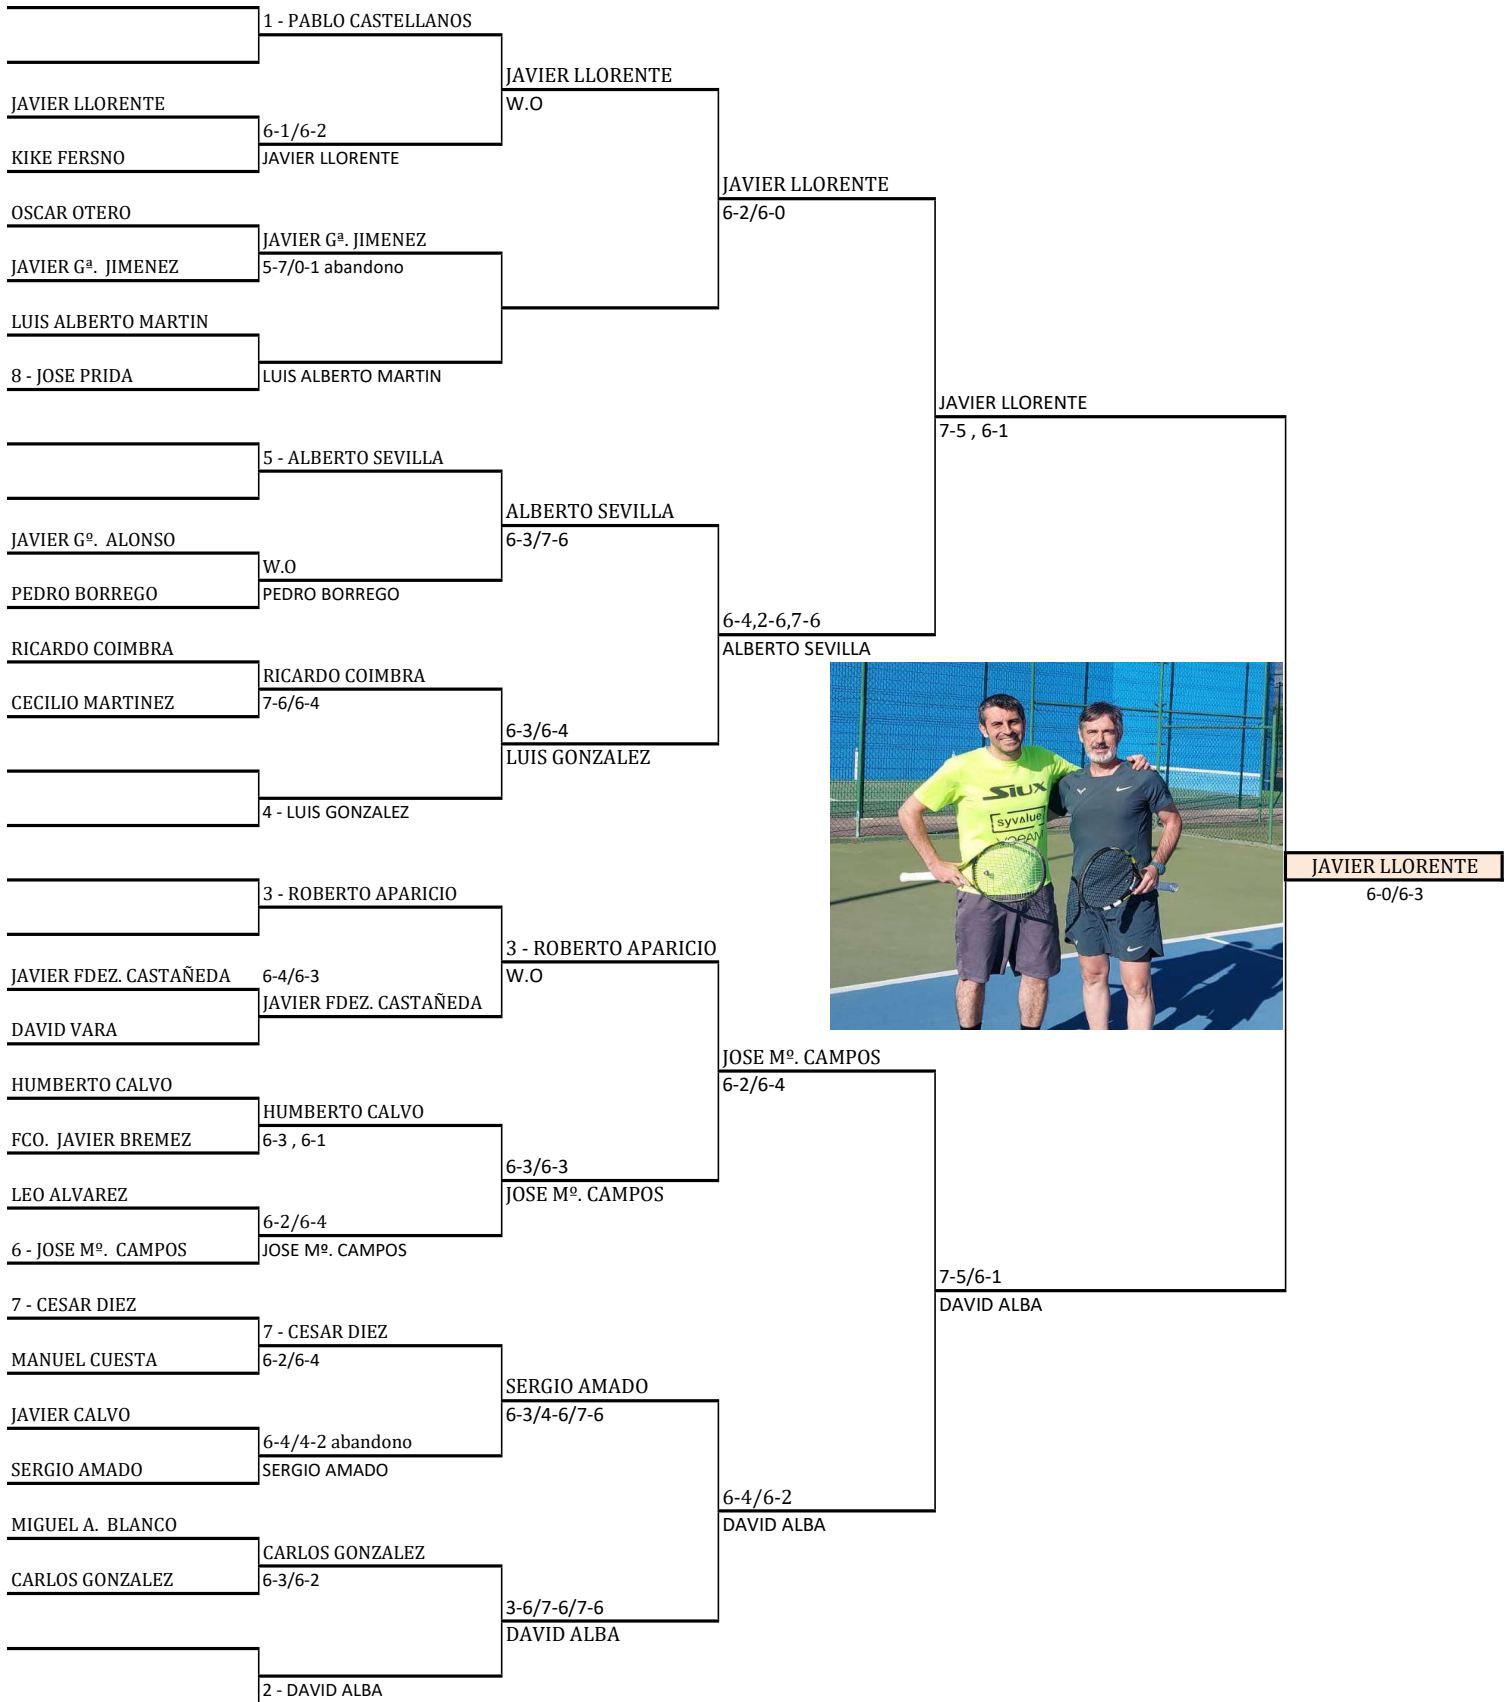 1 - PABLO CASTELLANOS
JAVIER LLORENTE
W.O
JAVIER LLORENTE
6-1/6-2
KIKE FERSNO
JAVIER LLORENTE
JAVIER LLORENTE
6-2/6-0
OSCAR OTERO
JAVIER Gª. JIMENEZ
JAVIER Gª. JIMENEZ
5-7/0-1 abandono
LUIS ALBERTO MARTIN
8 - JOSE PRIDA
LUIS ALBERTO MARTIN
JAVIER LLORENTE
7-5 , 6-1
5 - ALBERTO SEVILLA
ALBERTO SEVILLA
6-3/7-6
JAVIER Gº. ALONSO
W.O
PEDRO BORREGO
PEDRO BORREGO
6-4,2-6,7-6
ALBERTO SEVILLA
RICARDO COIMBRA
RICARDO COIMBRA
CECILIO MARTINEZ
7-6/6-4
6-3/6-4
LUIS GONZALEZ
4 - LUIS GONZALEZ
SIUX
syvalue
JAVIER LLORENTE
6-0/6-3
3 - ROBERTO APARICIO
3 - ROBERTO APARICIO
W.O
JAVIER FDEZ. CASTAÑEDA
6-4/6-3
JAVIER FDEZ. CASTAÑEDA
DAVID VARA
JOSE Mº. CAMPOS
6-2/6-4
HUMBERTO CALVO
HUMBERTO CALVO
FCO. JAVIER BREMEZ
6-3 , 6-1
6-3/6-3
JOSE Mº. CAMPOS
LEO ALVAREZ
6-2/6-4
6 - JOSE Mº. CAMPOS
JOSE Mº. CAMPOS
7-5/6-1
DAVID ALBA
7 - CESAR DIEZ
7 - CESAR DIEZ
MANUEL CUESTA
6-2/6-4
SERGIO AMADO
6-3/4-6/7-6
JAVIER CALVO
6-4/4-2 abandono
SERGIO AMADO
SERGIO AMADO
6-4/6-2
DAVID ALBA
MIGUEL A. BLANCO
CARLOS GONZALEZ
CARLOS GONZALEZ
6-3/6-2
3-6/7-6/7-6
DAVID ALBA
2 - DAVID ALBA